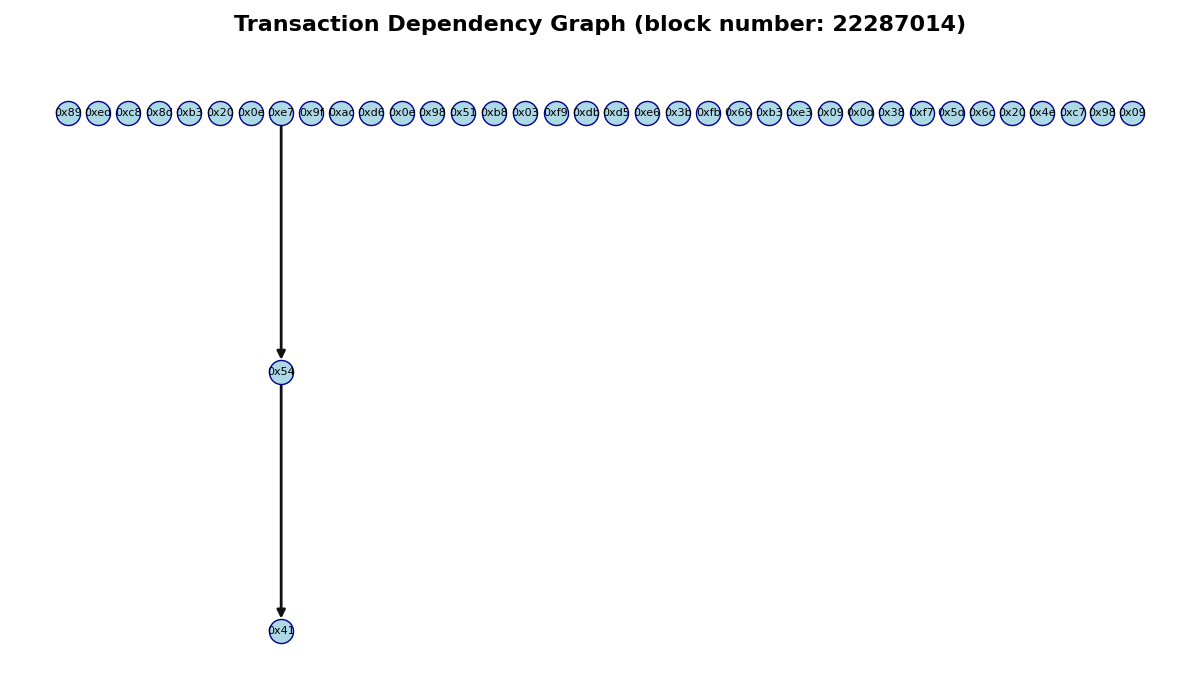 Transaction Dependency Graph (block number: 22287014)
0x89 0xed 0xc8 0x8d 0xb3 0x20 0x0e 0xe7 0x9f 0xac 0xd6 0x0e 0x98 0x51 0xb8 0x03 0xf9 0xdb 0xd5 0xe6 0x3b 0xfb 0x66 0xb3 0xe3 0x09 0x0d 0x38 0xf7 0x5d 0x6c 0x20 0x4e 0xc7 0x98 0x09
0x54
0x41